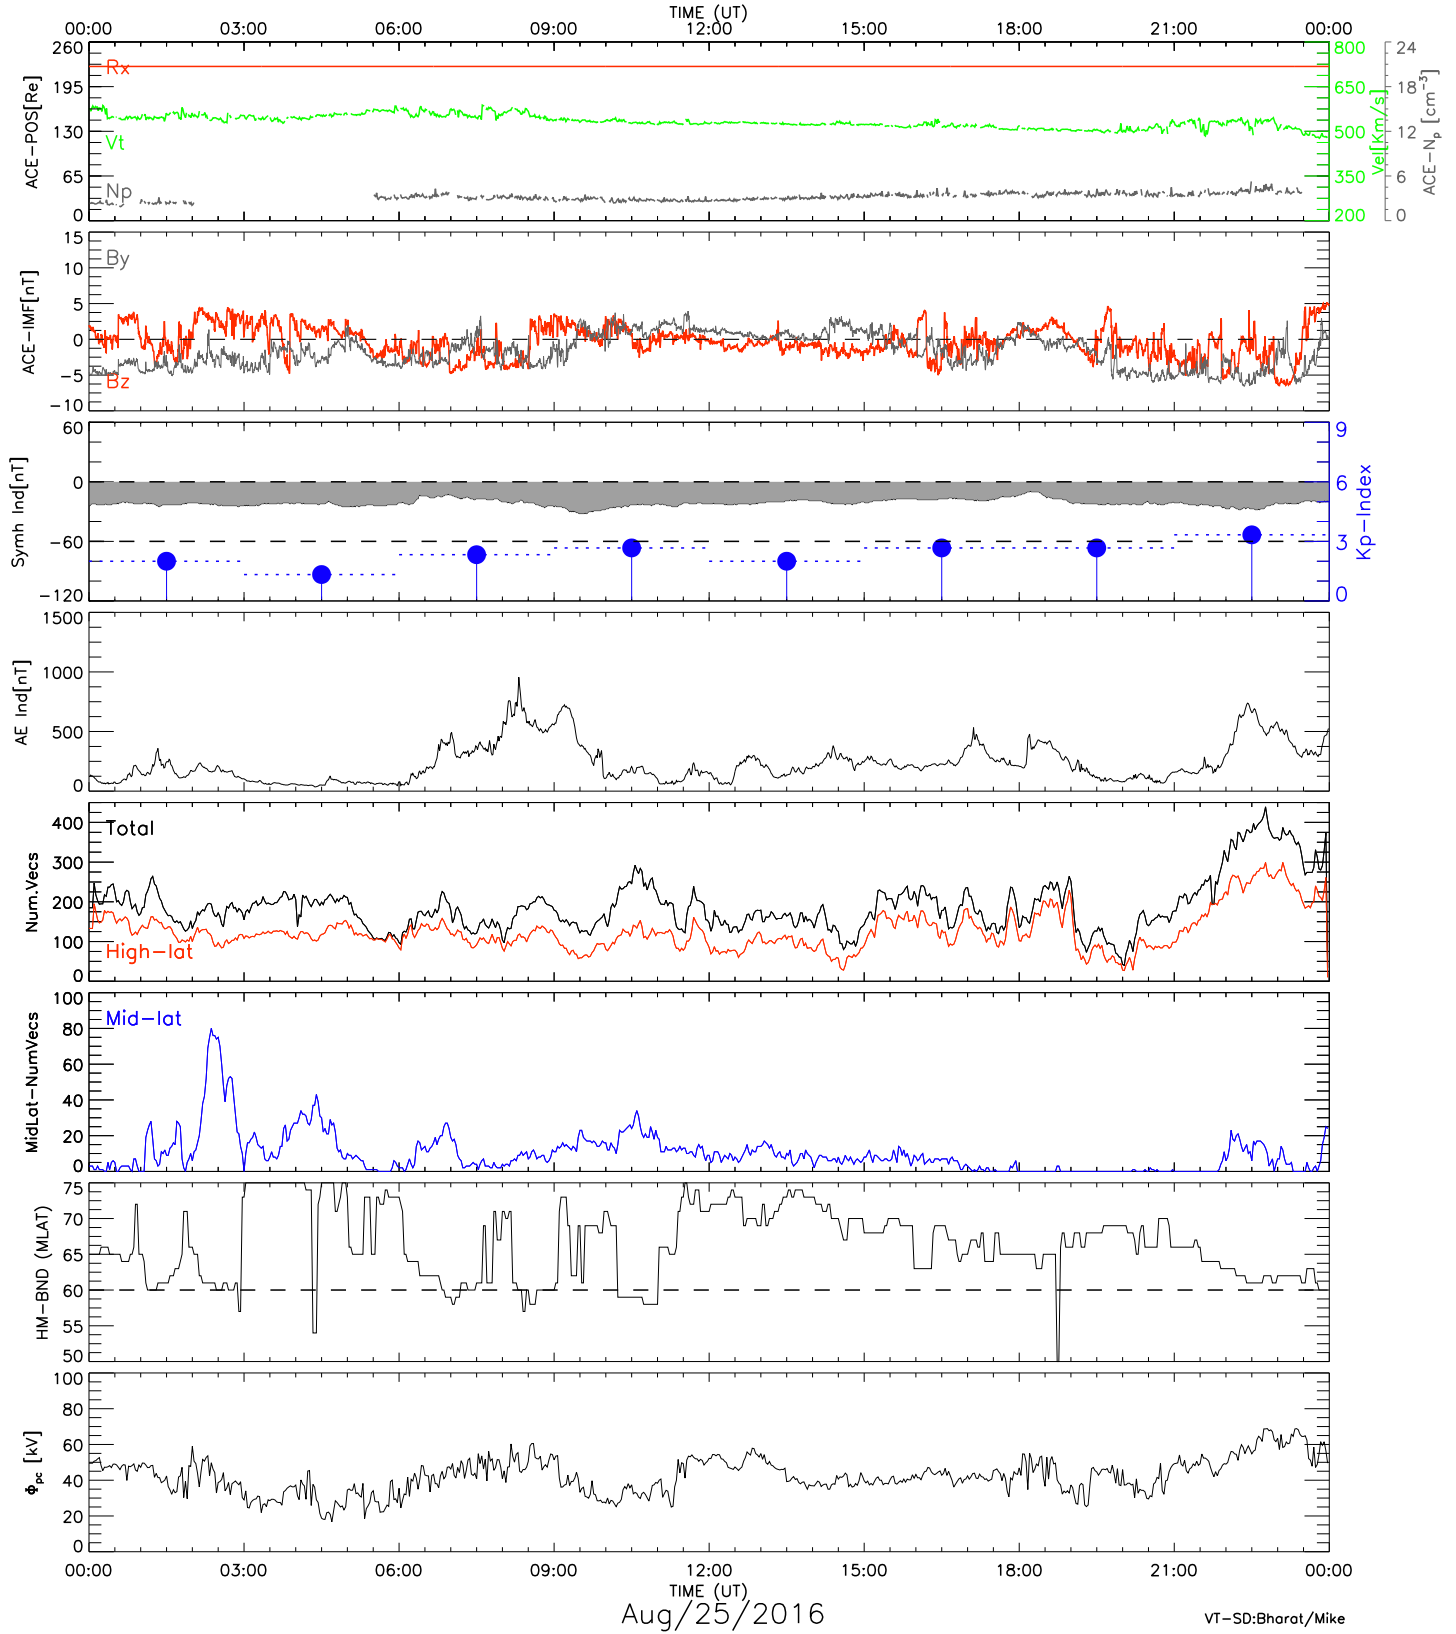 TIME (UT)
00:00 03:00 06:00 09:00 12:00 15:00 18:00 21:00 00:00
260 195 130 65 0
ACE-POS[Re]
Rx
Vt
Np
800 650 500 350 200
Vel[Km/s]
24 18 12 6 0
ACE-Np [cm-3]
15 10 5 0 -5 -10
ACE-IMF[nT]
By
Bz
60 0 -60 -120
Symh Ind[nT]
9 6 3 0
Kp-Index
1500 1000 500 0
AE Ind[nT]
400 300 200 100 0
Num.Vecs
Total
High-lat
100 80 60 40 20 0
MidLat-NumVecs
Mid-lat
75 70 65 60 55 50
HM-BND (MLAT)
100 80 60 40 20 0
Φpc [kV]
00:00 03:00 06:00 09:00 12:00 15:00 18:00 21:00 00:00
TIME (UT)
Aug/25/2016
VT-SD:Bharat/Mike